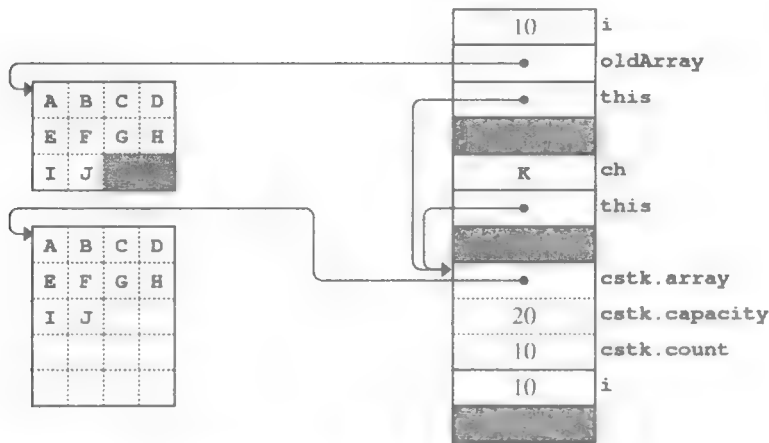 10 i
oldArray
this
A B C D
E F G H
I J
K ch
this
A B C D
E F G H
I J
cstk.array
20 cstk.capacity
10 cstk.count
10 i